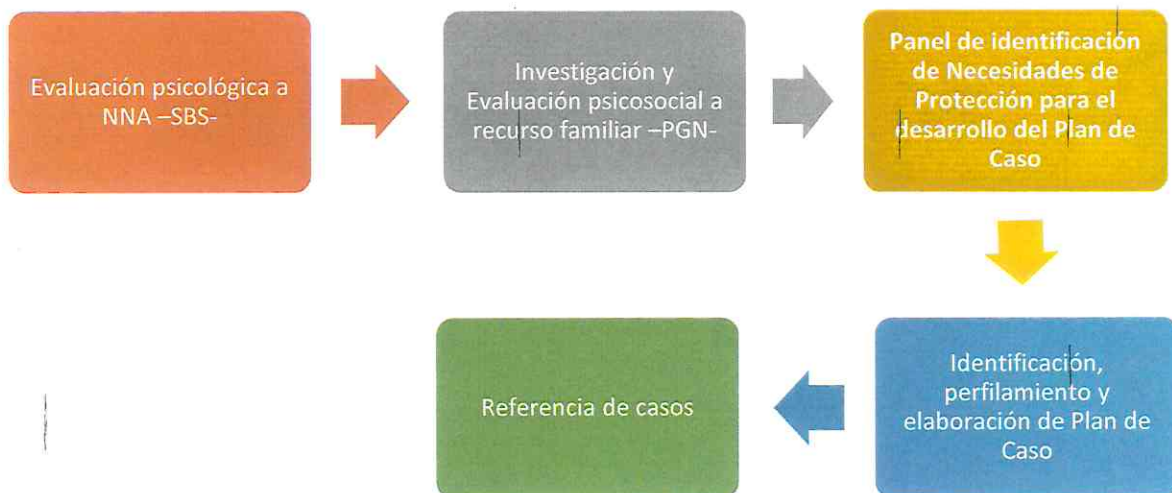 Evaluación psicológica a
NNA –SBS-
Investigación y
Evaluación psicosocial a
recurso familiar –PGN-
Panel de identificación
de Necesidades de
Protección para el
desarrollo del Plan de
Caso
Identificación,
perfilamiento y
elaboración de Plan de
Caso
Referencia de casos